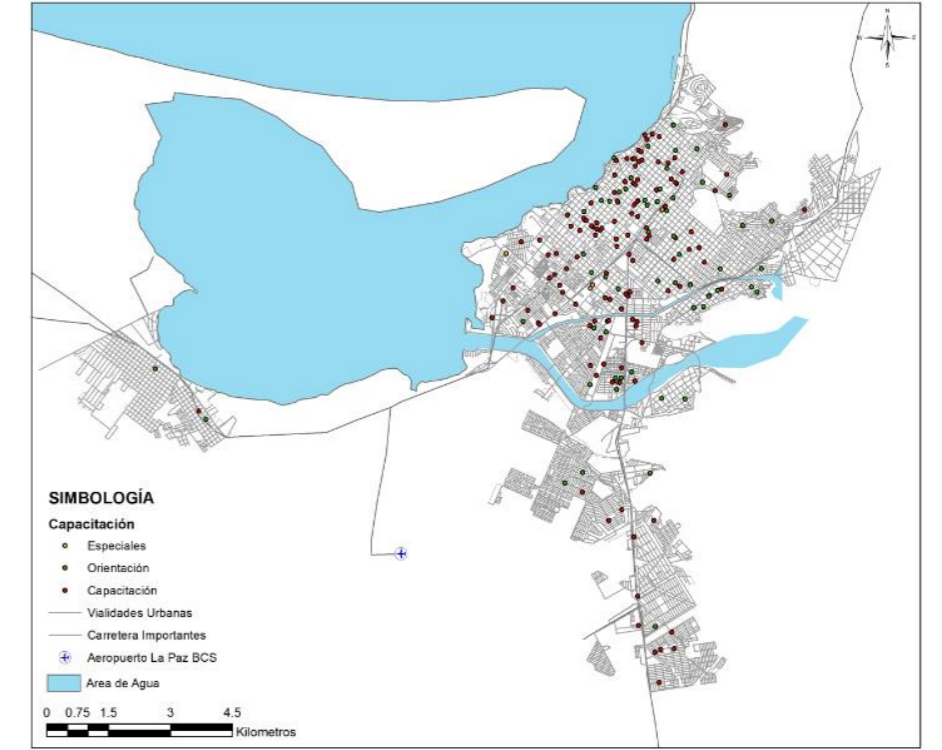 N
W E
S
SIMBOLOGÍA
Capacitación
Especiales
Orientación
Capacitación
Vialidades Urbanas
Carretera Importantes
Aeropuerto La Paz BCS
Area de Agua
0 0.75 1.5 3 4.5
Kilometros